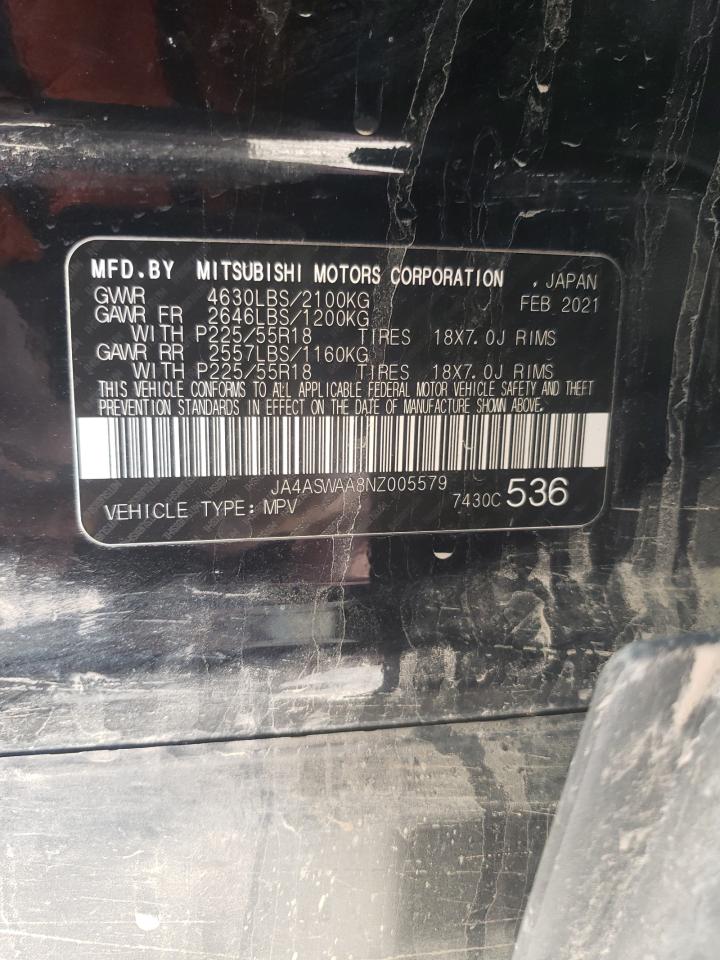 MFD.BY MITSUBISHI MOTORS CORPORATION , JAPAN
GVWR 4630LBS/2100KG FEB 2021
GAWR FR 2646LBS/1200KG
WITH P225/55R18 TIRES 18X7.0J RIMS
GAWR RR 2557LBS/1160KG
WITH P225/55R18 TIRES 18X7.0J RIMS
THIS VEHICLE CONFORMS TO ALL APPLICABLE FEDERAL MOTOR VEHICLE SAFETY AND THEFT
PREVENTION STANDARDS IN EFFECT ON THE DATE OF MANUFACTURE SHOWN ABOVE.
JA4ASWAA8NZ005579
VEHICLE TYPE: MPV 7430C 536